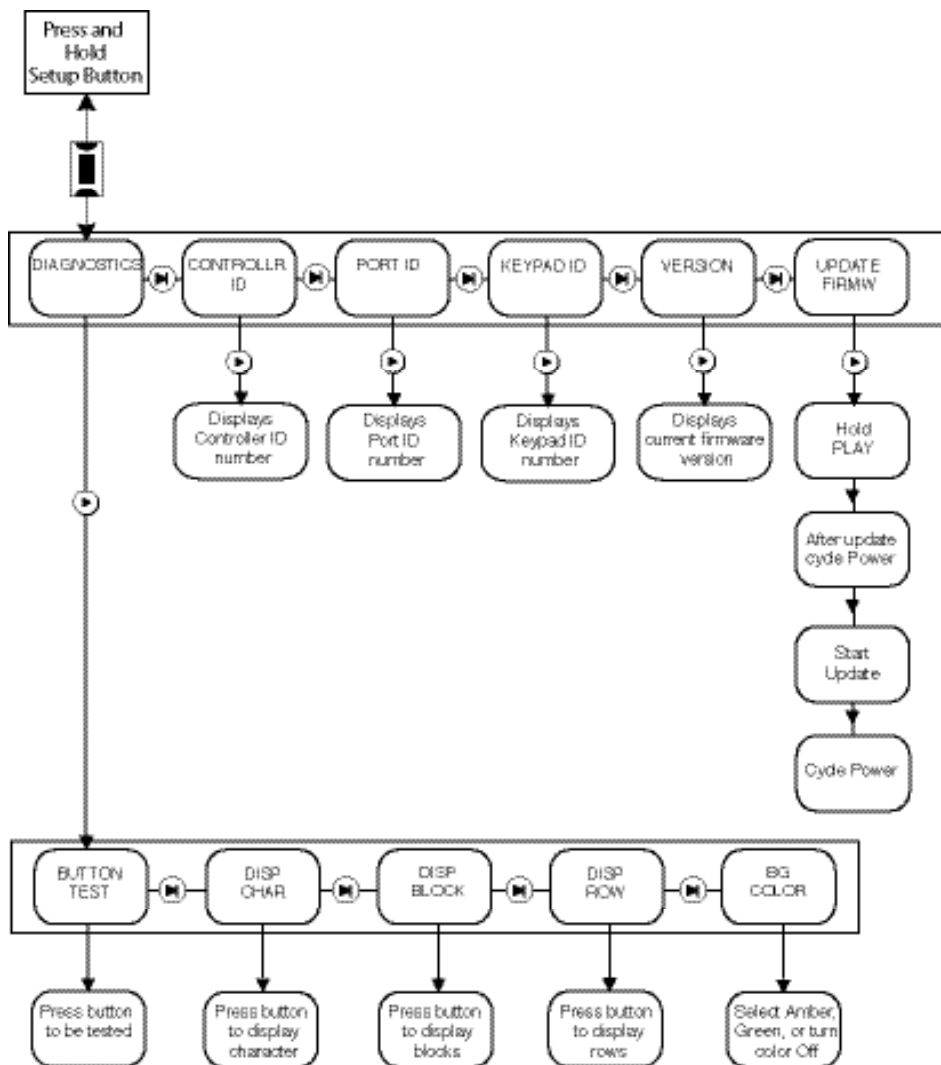 Press and
Hold
Setup Button
DIAGNOSTICS
CONTROLLR
ID
PORT ID
KEYPAD ID
VERSION
UPDATE
FIRMW
Displays
Controller ID
number
Displays
Port ID
number
Displays
Keypad ID
number
Displays
current firmware
version
Hold
PLAY
After update
cycle Power
Start
Update
Cycle Power
BUTTON
TEST
DISP
CHAR
DISP
BLOCK
DISP
ROW
BG
COLOR
Press button
to be tested
Press button
to display
character
Press button
to display
blocks
Press button
to display
rows
Select Amber,
Green, or turn
color Off